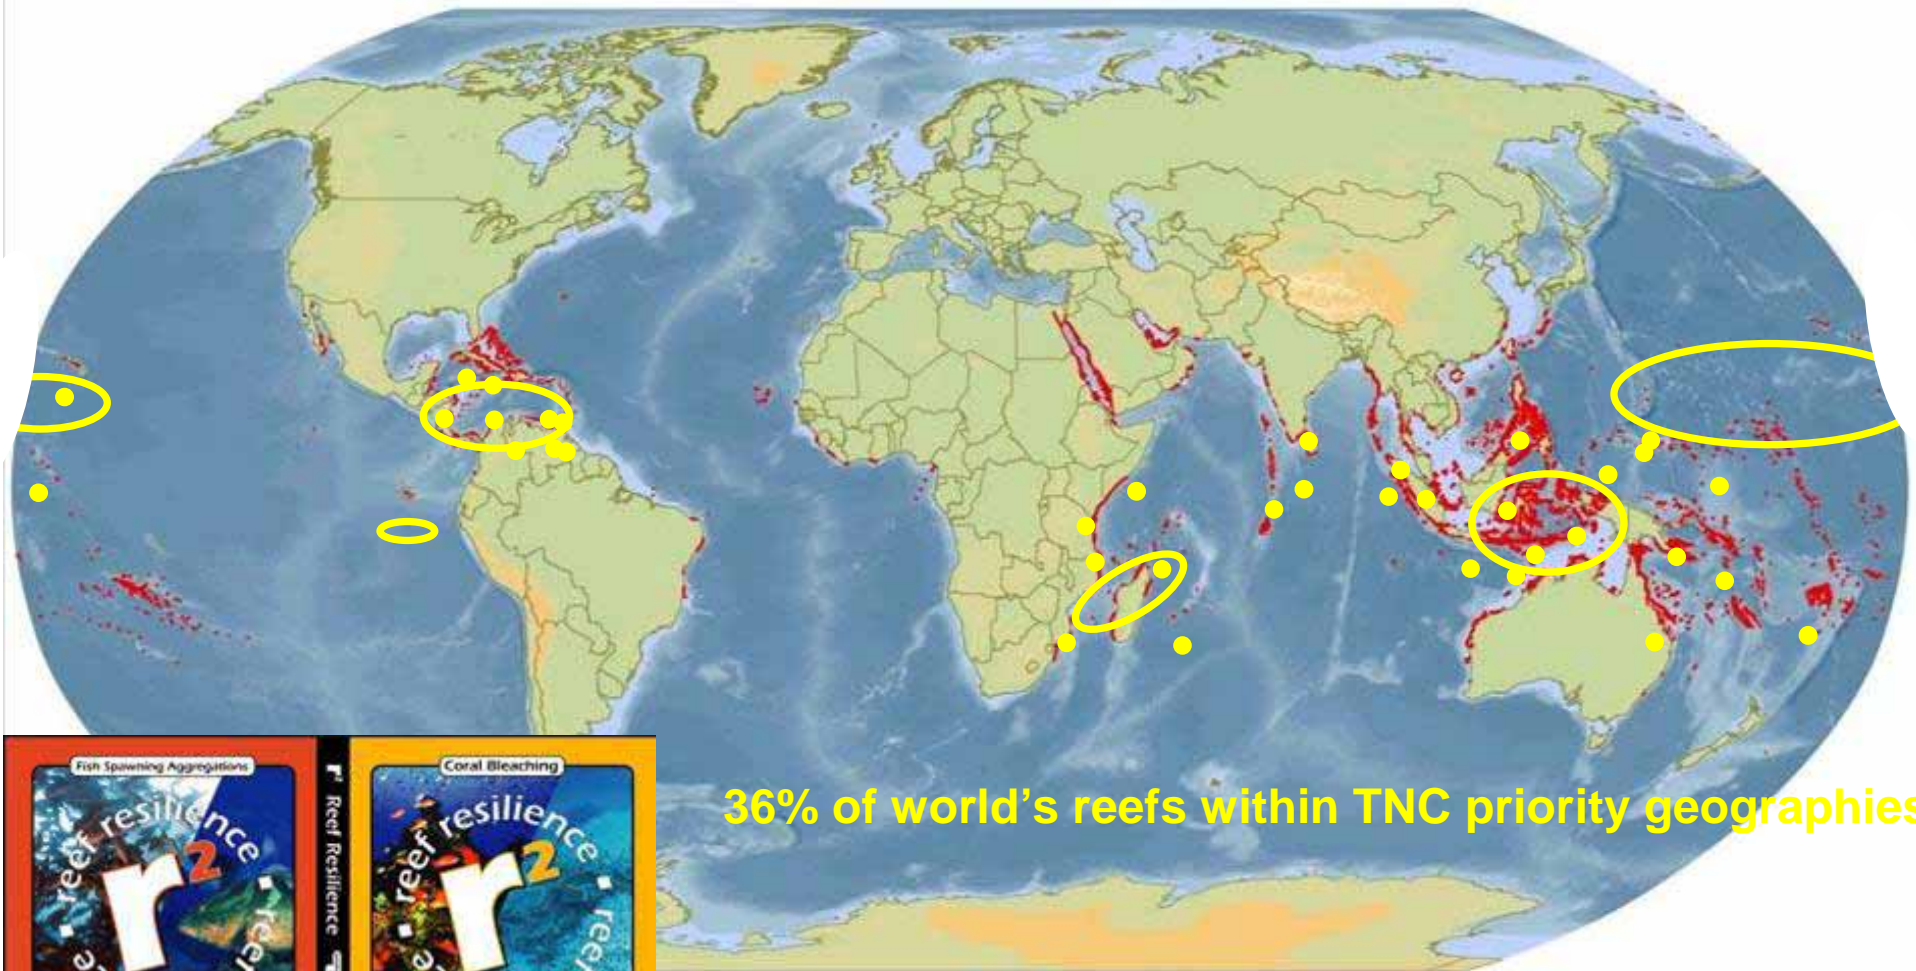 36% of world's reefs within TNC priority geographies
Fish Spawning Aggregations
reef resilience
r2
Reef Resilience
r2
Coral Bleaching
reef resilience
r2